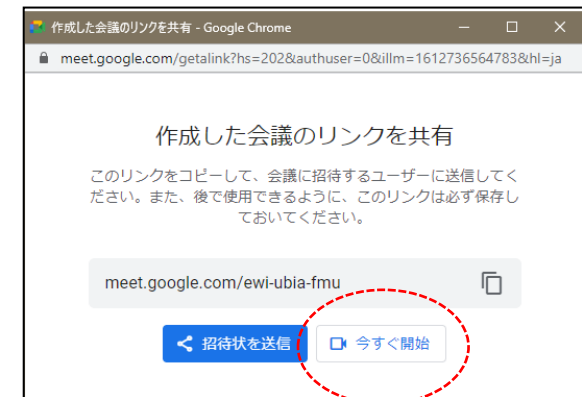 作成した会議のリンクを共有 - Google Chrome
meet.google.com/getalink?hs=202&authuser=0&illm=1612736564783&hl=ja
作成した会議のリンクを共有
このリンクをコピーして、会議に招待するユーザーに送信してく
ださい。また、後で使用できるように、このリンクは必ず保存し
ておいてください。
meet.google.com/ewi-ubia-fmu
招待状を送信
今すぐ開始